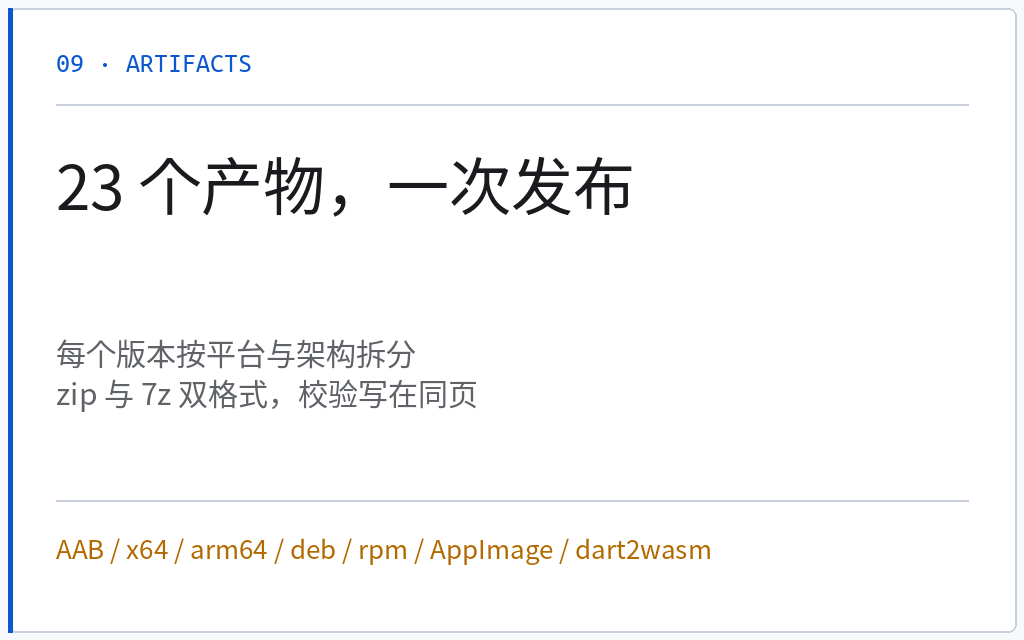 09 · ARTIFACTS
23 个产物，一次发布
每个版本按平台与架构拆分
zip 与 7z 双格式，校验写在同页
AAB / x64 / arm64 / deb / rpm / AppImage / dart2wasm